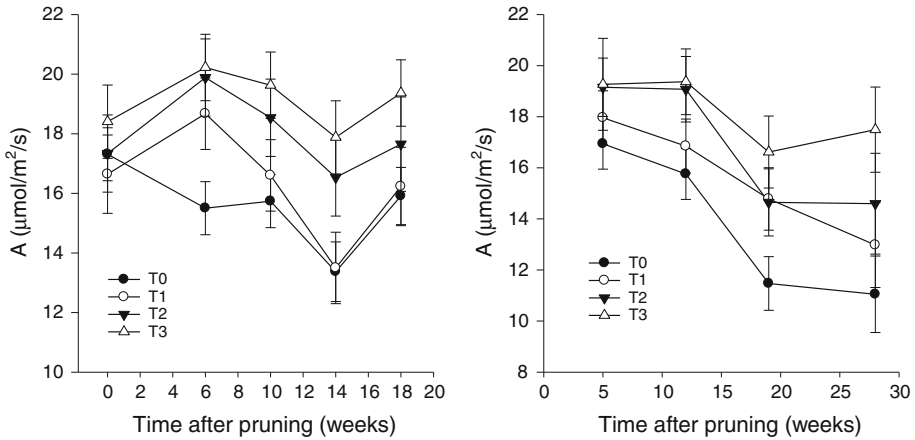 22
20
18
16
14
12
10
A (μmol/m²/s)
T0
T1
T2
T3
0 2 4 6 8 10 12 14 16 18 20
Time after pruning (weeks)
22
20
18
16
14
12
10
8
A (μmol/m²/s)
T0
T1
T2
T3
0 5 10 15 20 25 30
Time after pruning (weeks)